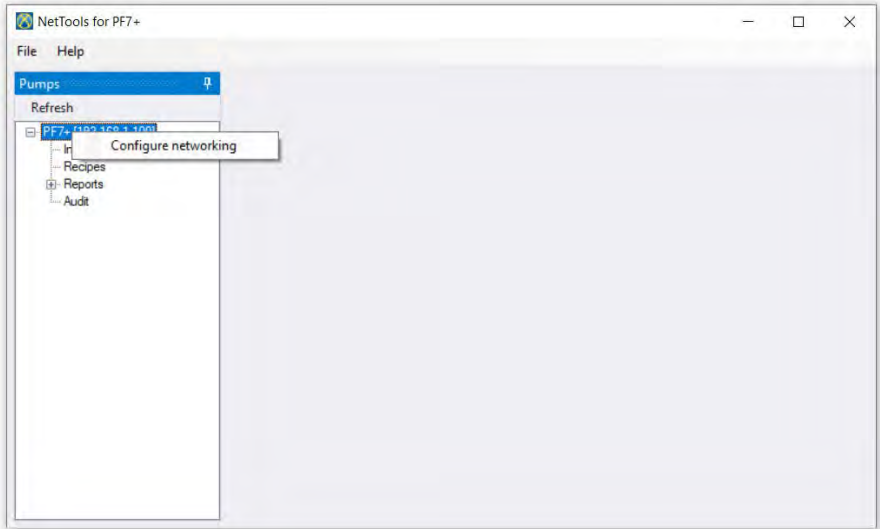 NetTools for PF7+
File Help
Pumps
Refresh
PF7+ [192.168.1.100]
Configure networking
Recipes
Reports
Audit